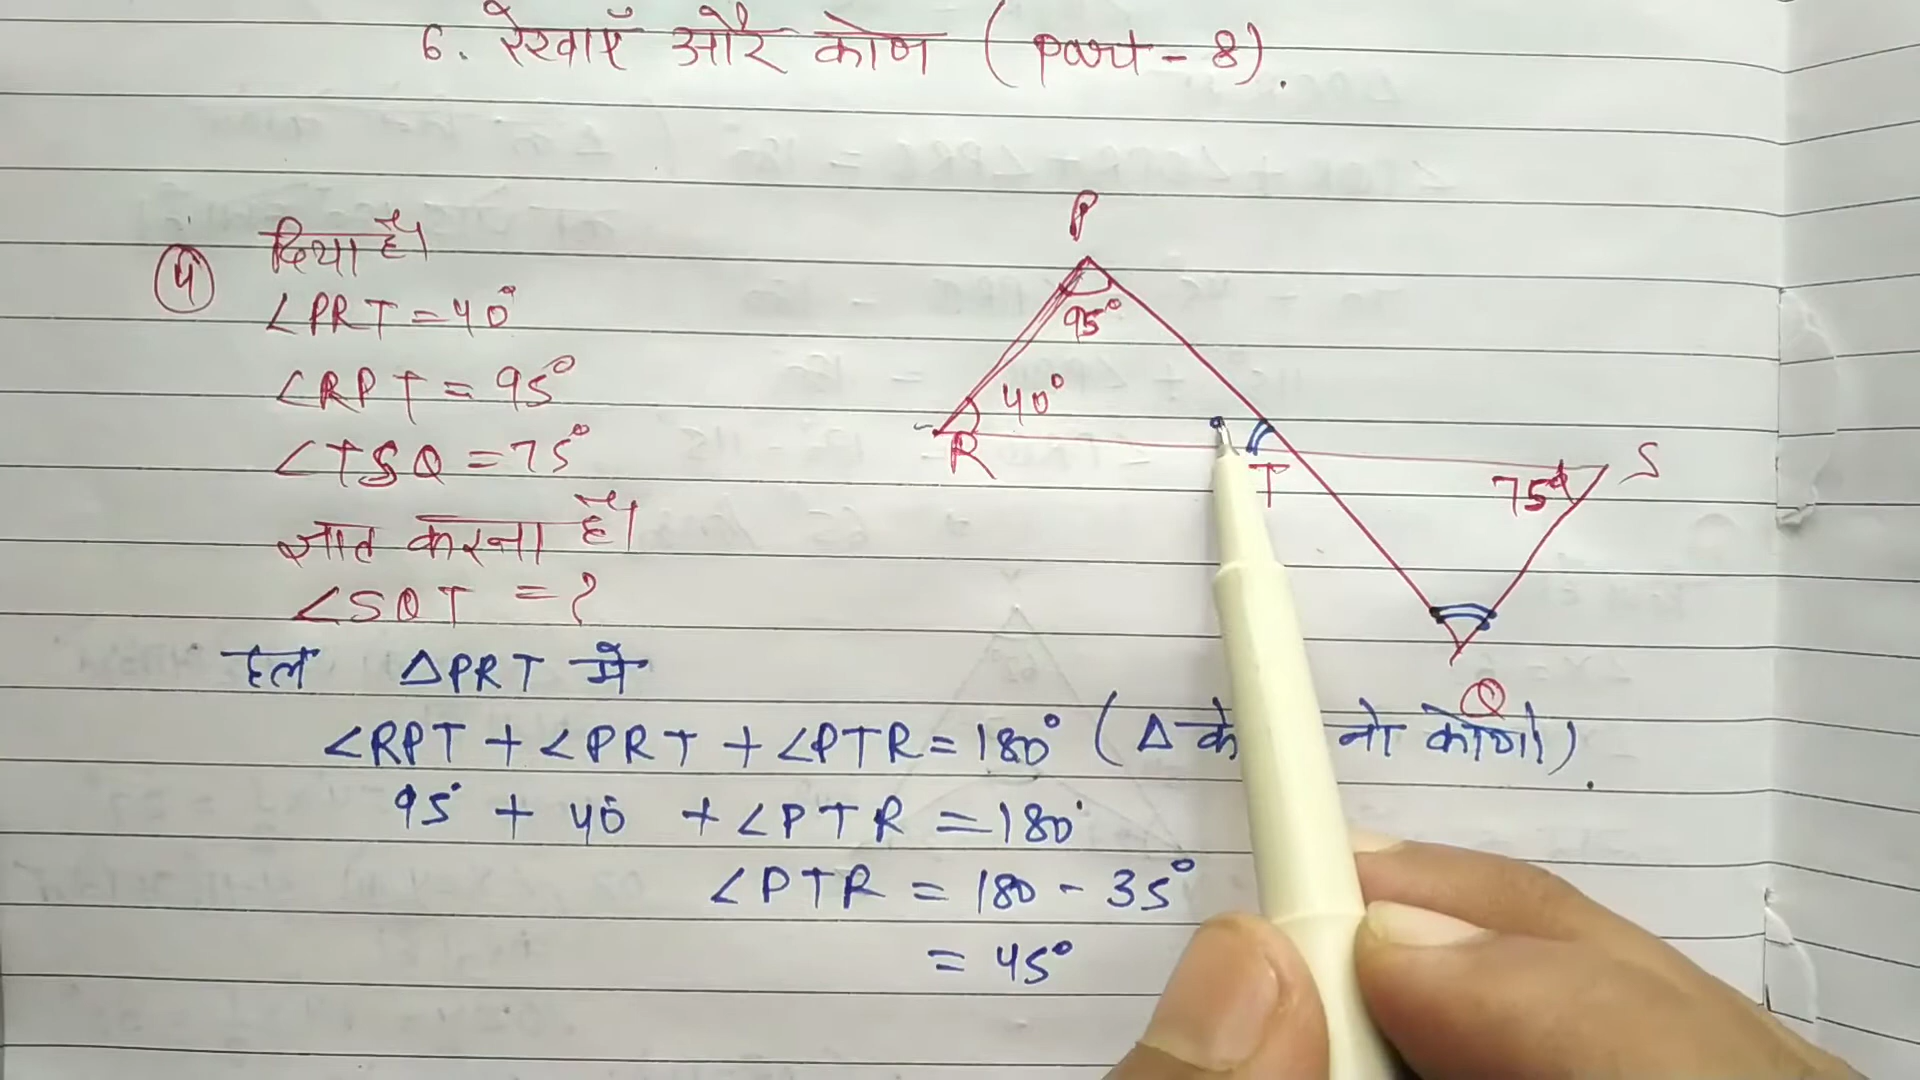 6. रेखाएँ और कोण (part - 8).
P
4 दिया है।
∠PRT = 40°
95°
∠RPT = 95°
40°
∠TSQ = 75°
R
T
75°
S
ज्ञात करना है।
∠SQT = ?
हल ΔPRT में
Q
∠RPT + ∠PRT + ∠PTR = 180° (Δ के नो कोणो).
95° + 40 + ∠PTR = 180°
∠PTR = 180 - 35°
= 45°